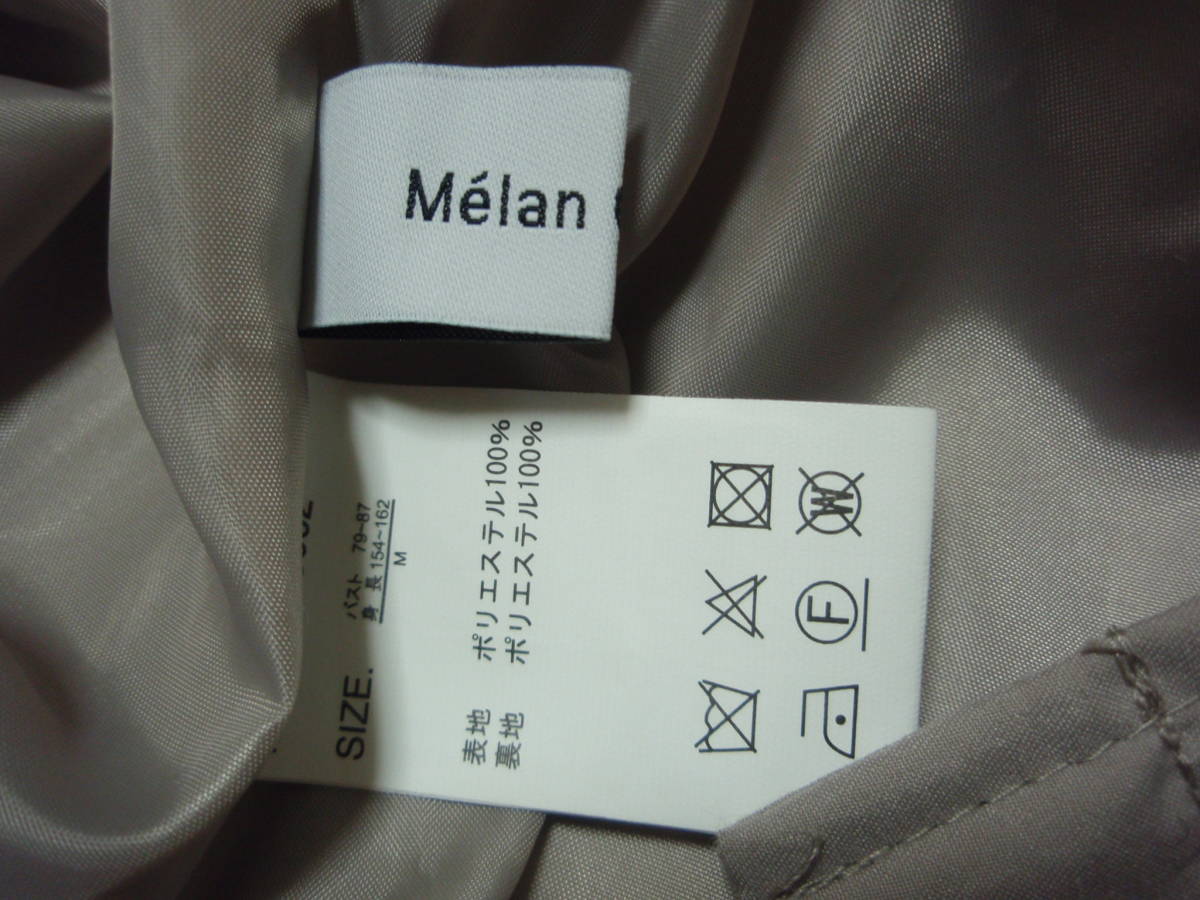 Mélan
SIZE.
バスト 79~87
身長 154~162
M
表地 ポリエステル100%
裏地 ポリエステル100%
W
F